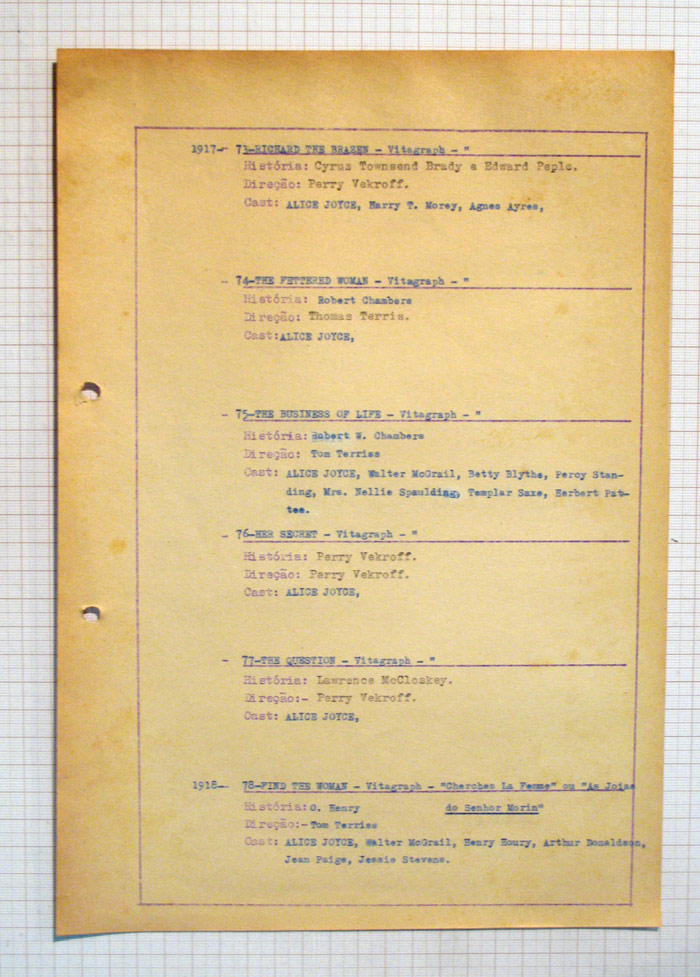 1917-- 73-RICHARD THE BRAZEN - Vitagraph - "
História: Cyrus Townsend Brady e Edward Peple.
Direção: Perry Vekroff.
Cast: ALICE JOYCE, Harry T. Morey, Agnes Ayres,
- 74-THE FETTERED WOMAN - Vitagraph - "
História: Robert Chambers
Direção: Thomas Terris.
Cast:ALICE JOYCE,
- 75-THE BUSINESS OF LIFE - Vitagraph - "
História: Robert W. Chambers
Direção: Tom Terriss
Cast: ALICE JOYCE, Walter McGrail, Betty Blythe, Percy Stan-
ding, Mrs. Nellie Spaulding, Templar Saxe, Herbert Pat-
tee.
- 76-HER SECRET - Vitagraph - "
História: Perry Vekroff.
Direção: Perry Vekroff.
Cast: ALICE JOYCE,
- 77-THE QUESTION - Vitagraph - "
História: Lawrence McCloskey.
Direção:- Perry Vekroff.
Cast: ALICE JOYCE,
1918-- 78-FIND THE WOMAN - Vitagraph - "Cherchez La Femme" ou "As Joias
História: O. Henry do Senhor Morin"
Direção:-Tom Terriss
Cast: ALICE JOYCE, Walter McGrail, Henry Houry, Arthur Donaldson,
Jean Paige, Jessie Stevens.